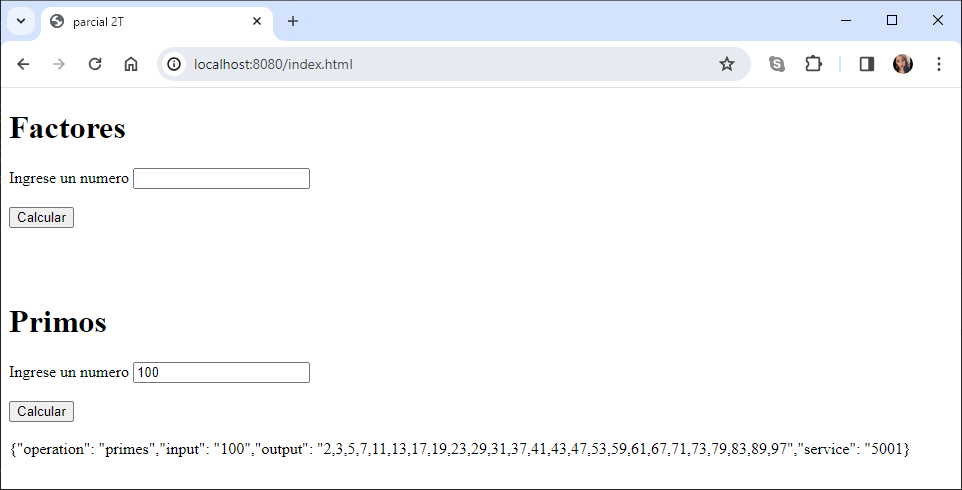 parcial 2T
localhost:8080/index.html
Factores
Ingrese un numero
Calcular
Primos
Ingrese un numero 100
Calcular
{"operation": "primes","input": "100","output": "2,3,5,7,11,13,17,19,23,29,31,37,41,43,47,53,59,61,67,71,73,79,83,89,97","service": "5001}